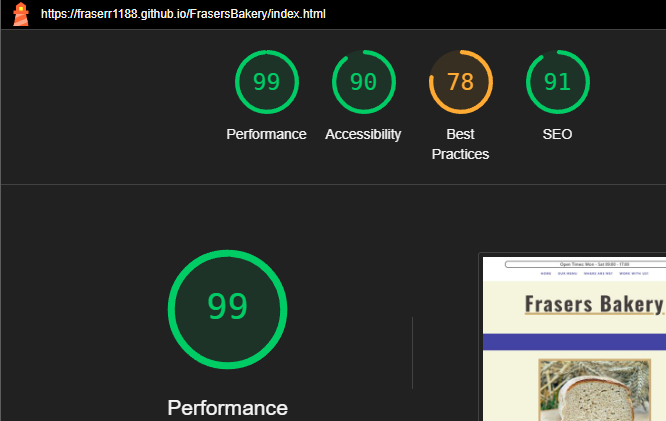 https://fraserr1188.github.io/FrasersBakery/index.html
99
90
78
91
Performance
Accessibility
Best
Practices
SEO
99
Performance
Open Times: Mon - Sat 09:00 - 17:00
HOME OUR MENU WHERE ARE WE? WORK WITH US?
Frasers Bakery